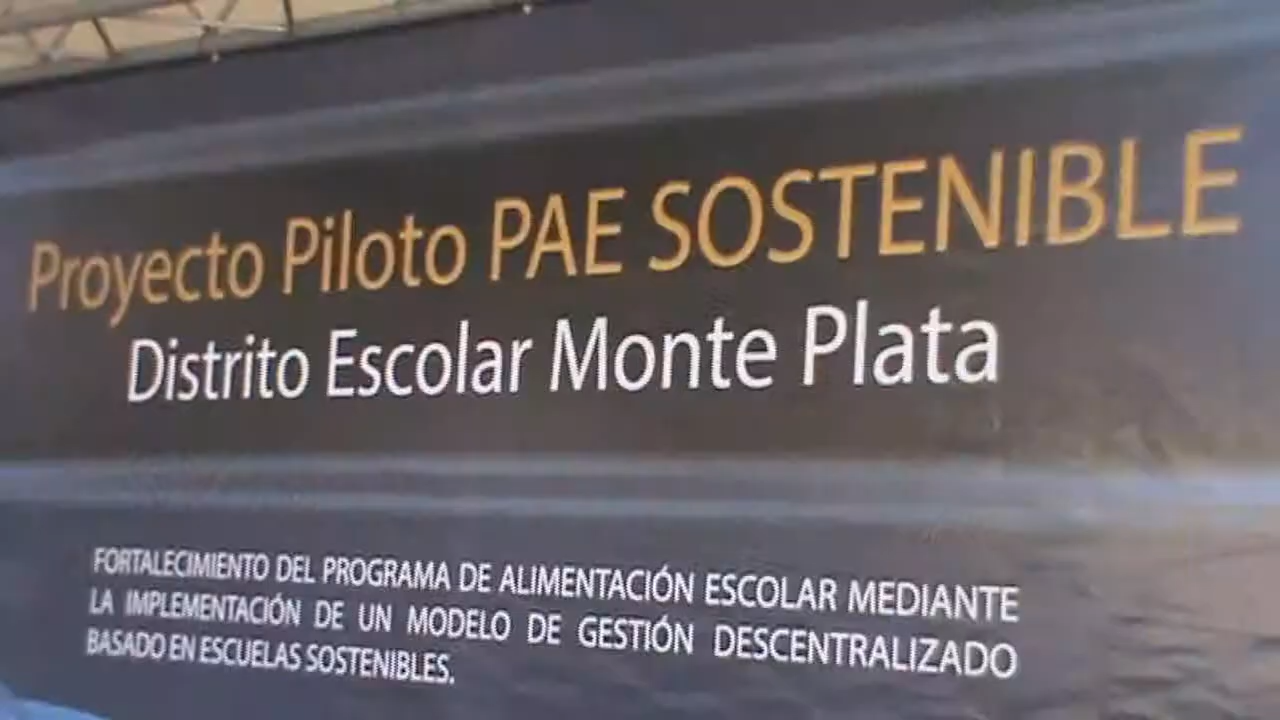 Proyecto Piloto PAE SOSTENIBLE
Distrito Escolar Monte Plata
FORTALECIMIENTO DEL PROGRAMA DE ALIMENTACIÓN ESCOLAR MEDIANTE
LA IMPLEMENTACIÓN DE UN MODELO DE GESTIÓN DESCENTRALIZADO
BASADO EN ESCUELAS SOSTENIBLES.